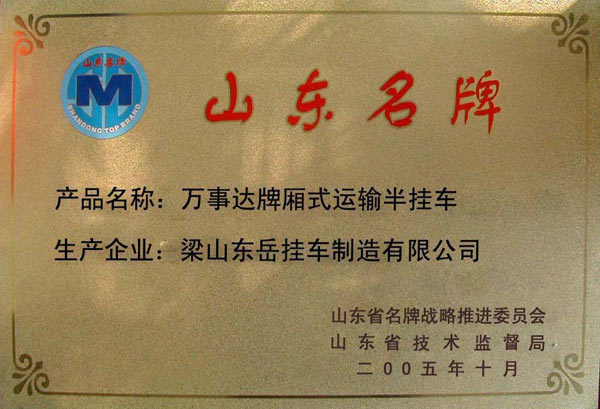 山东名牌
SHANDONG TOP BRAND
山东名牌
产品名称：万事达牌厢式运输半挂车
生产企业：梁山东岳挂车制造有限公司
山东省名牌战略推进委员会
山东省技术监督局
二00五年十月